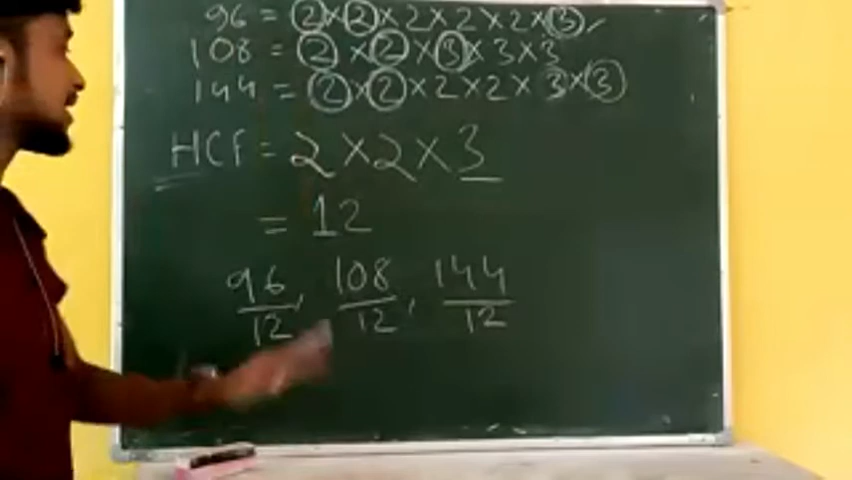 96 = 2×2×2×2×2×3
108 = 2×2×3×3×3
144 = 2×2×2×2×3×3
HCF = 2×2×3
= 12
96/12, 108/12, 144/12